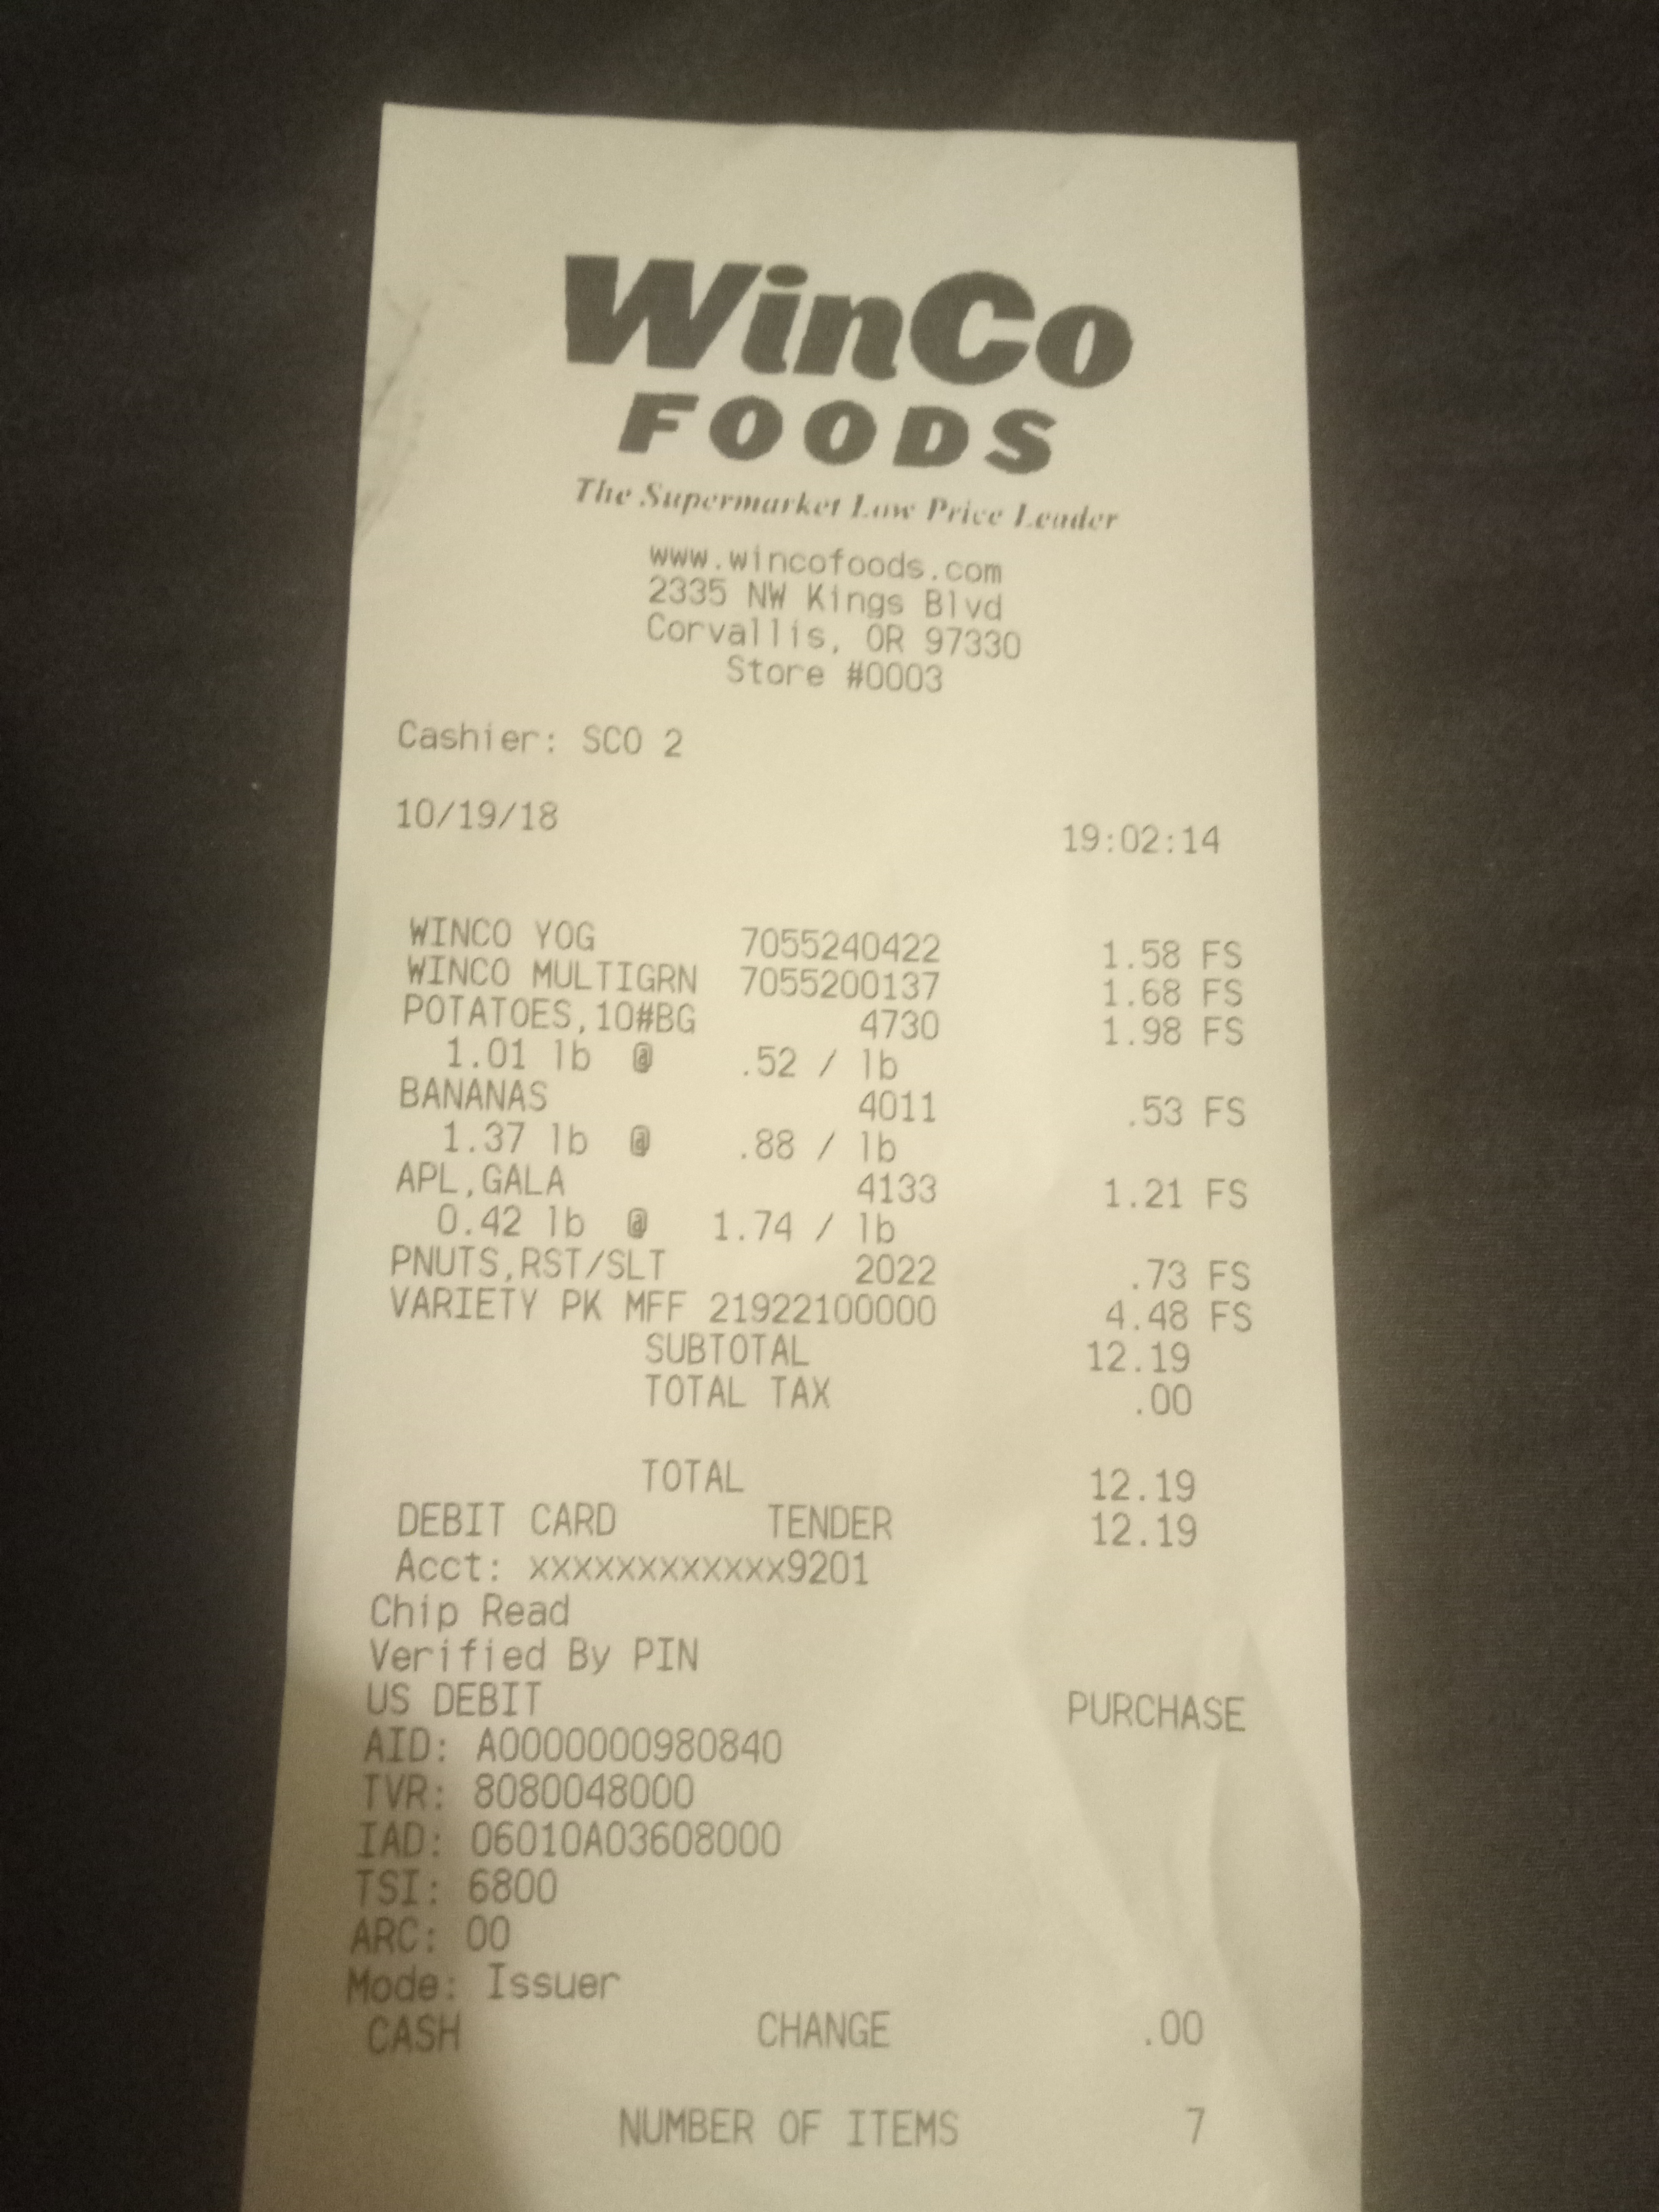 WinCo
FOODS
The Supermarket Low Price Leader
www.wincofoods.com
2335 NW Kings Blvd
Corvallis, OR 97330
Store #0003
Cashier: SCO 2
10/19/18 19:02:14
WINCO YOG 7055240422 1.58 FS
WINCO MULTIGRN 7055200137 1.68 FS
POTATOES,10#BG 4730 1.98 FS
1.01 lb @ .52 / lb
BANANAS 4011 .53 FS
1.37 lb @ .88 / lb
APL,GALA 4133 1.21 FS
0.42 lb @ 1.74 / lb
PNUTS,RST/SLT 2022 .73 FS
VARIETY PK MFF 21922100000 4.48 FS
SUBTOTAL 12.19
TOTAL TAX .00
TOTAL 12.19
DEBIT CARD TENDER 12.19
Acct: xxxxxxxxxxxx9201
Chip Read
Verified By PIN
US DEBIT PURCHASE
AID: A0000000980840
TVR: 8080048000
IAD: 06010A03608000
TSI: 6800
ARC: 00
Mode: Issuer
CASH CHANGE .00
NUMBER OF ITEMS 7